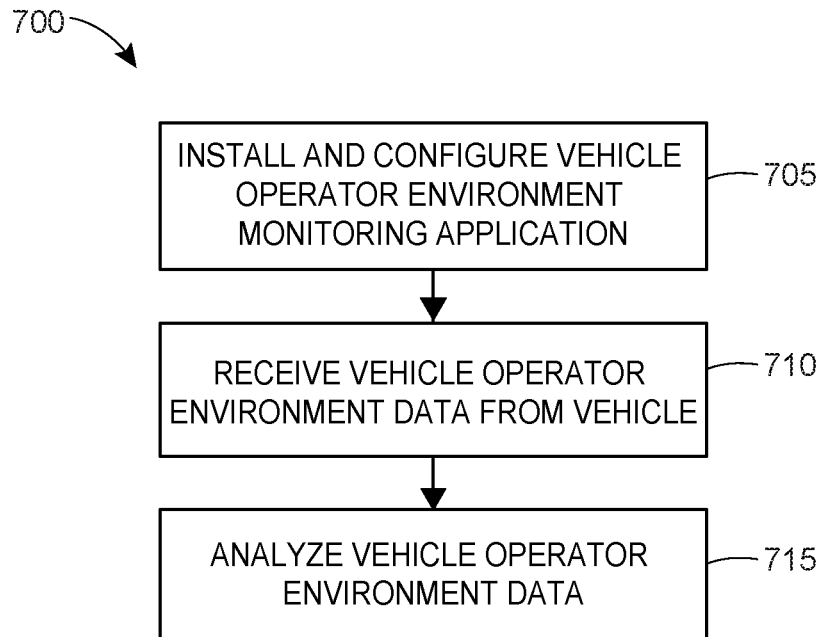 700
INSTALL AND CONFIGURE VEHICLE
OPERATOR ENVIRONMENT
MONITORING APPLICATION
705
RECEIVE VEHICLE OPERATOR
ENVIRONMENT DATA FROM VEHICLE
710
ANALYZE VEHICLE OPERATOR
ENVIRONMENT DATA
715